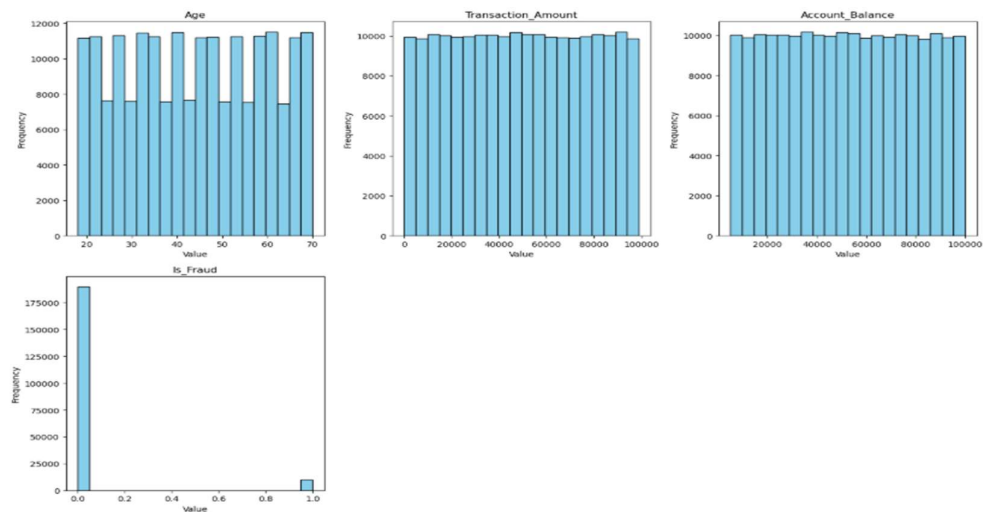 Age
12000
10000
8000
6000
4000
2000
0
Frequency
20 30 40 50 60 70
Value
Transaction_Amount
10000
8000
6000
4000
2000
0
Frequency
0 20000 40000 60000 80000 100000
Value
Account_Balance
10000
8000
6000
4000
2000
0
Frequency
20000 40000 60000 80000 100000
Value
Is_Fraud
175000
150000
125000
100000
75000
50000
25000
0
Frequency
0.0 0.2 0.4 0.6 0.8 1.0
Value